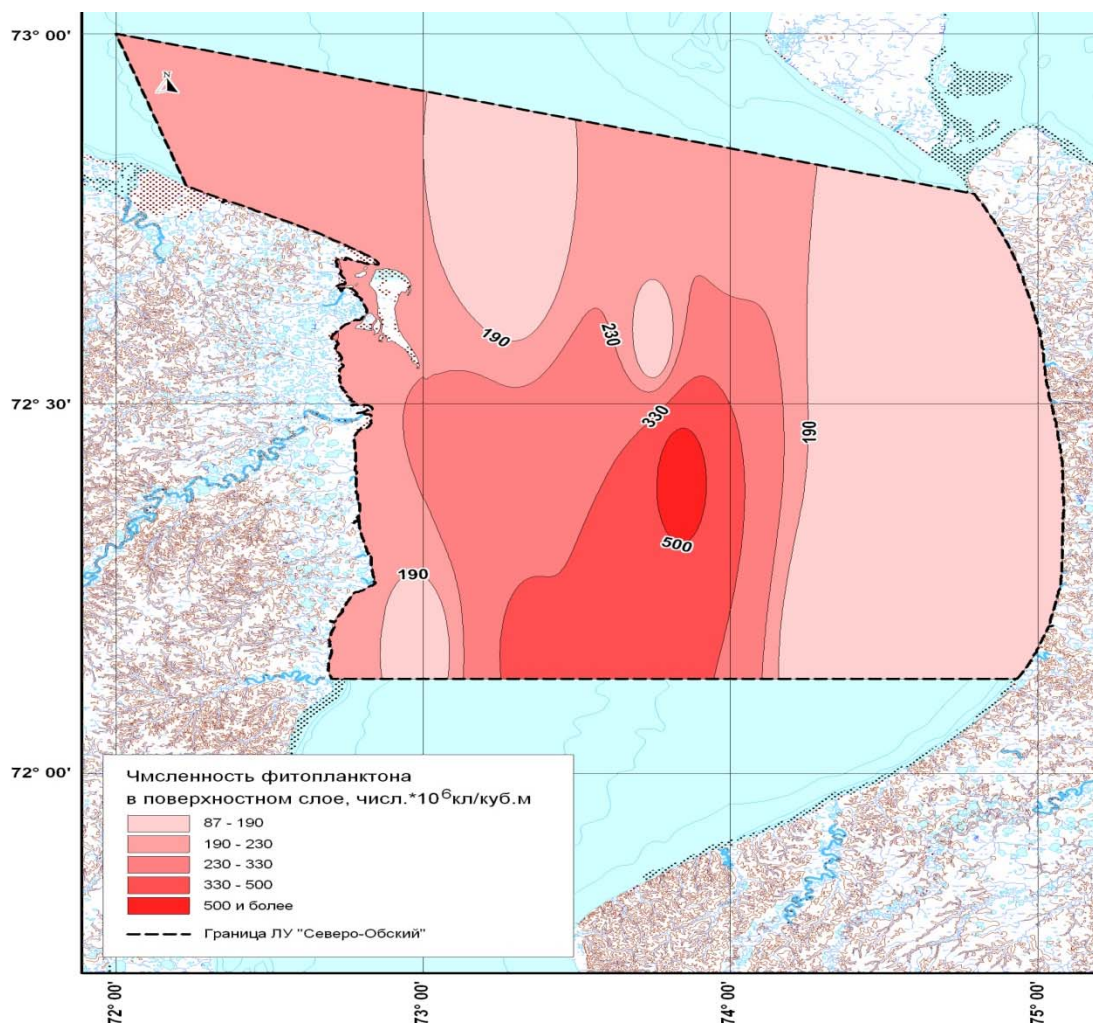 73° 00'
N
190
230
72° 30'
330
190
500
190
72° 00'
Чмсленность фитопланктона
в поверхностном слое, числ.*10⁶кл/куб.м
87 - 190
190 - 230
230 - 330
330 - 500
500 и более
Граница ЛУ "Северо-Обский"
72° 00'
73° 00'
74° 00'
75° 00'